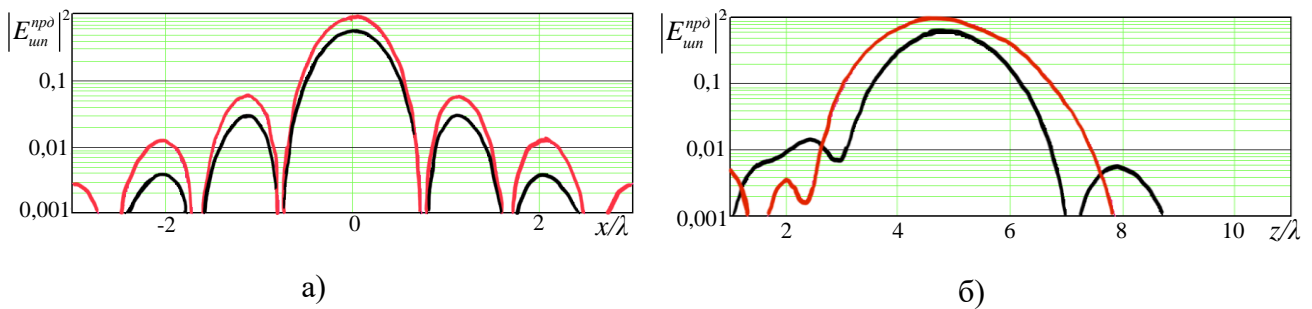 |E_шп^прд|^2
0,1
0,01
0,001
-2 0 2 x/λ
а)
|E_шп^прд|^2
0,1
0,01
0,001
2 4 6 8 10 z/λ
б)